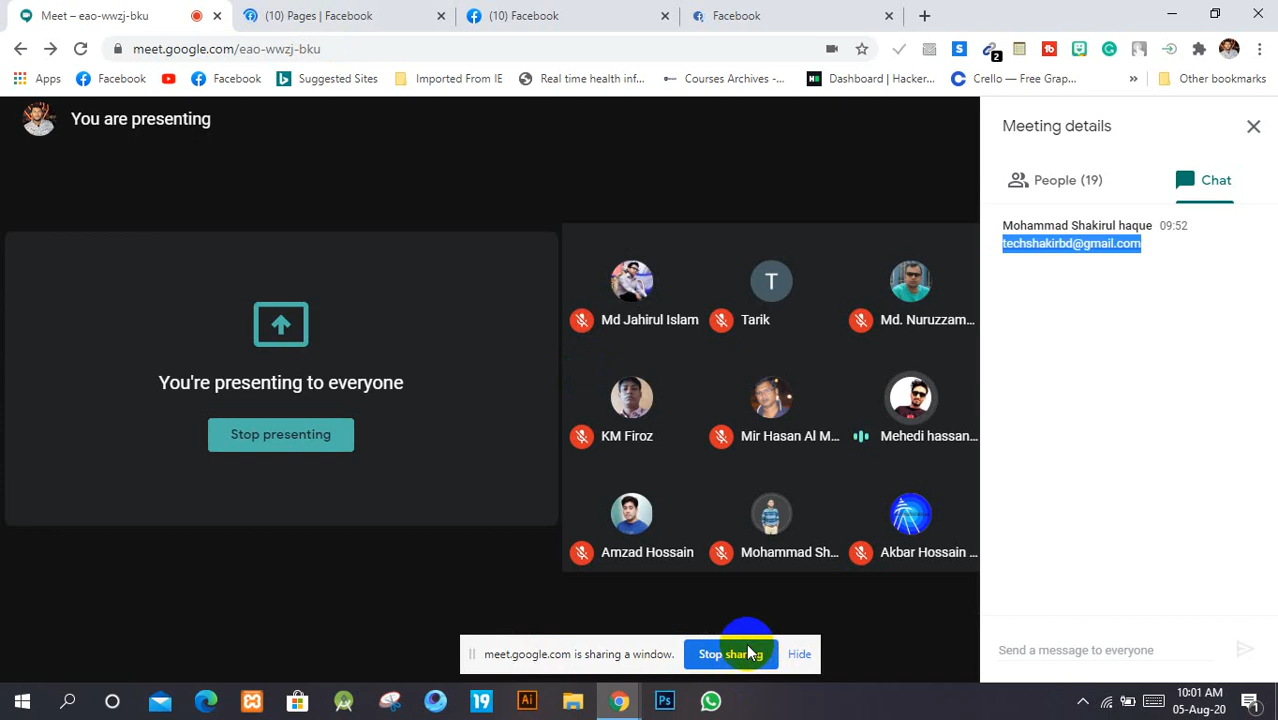 Meet – eao-wwzj-bku
(10) Pages | Facebook
(10) Facebook
Facebook
meet.google.com/eao-wwzj-bku
2
Apps
Facebook
Facebook
Suggested Sites
Imported From IE
Real time health inf...
Courses Archives -...
Dashboard | Hacker...
Crello — Free Grap...
»
Other bookmarks
You are presenting
Meeting details
People (19)
Chat
Mohammad Shakirul haque 09:52
techshakirbd@gmail.com
You're presenting to everyone
Stop presenting
T
Md Jahirul Islam
Tarik
Md. Nuruzzam...
KM Firoz
Mir Hasan Al M...
Mehedi hassan...
Amzad Hossain
Mohammad Sh...
Akbar Hossain ...
meet.google.com is sharing a window.
Stop sharing
Hide
Send a message to everyone
19
Ai
Ps
10:01 AM
05-Aug-20
1